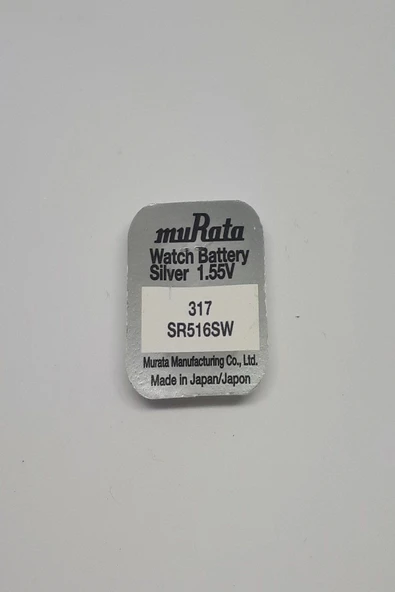 muRata
Watch Battery
Silver 1.55V
317
SR516SW
Murata Manufacturing Co., Ltd.
Made in Japan/Japon